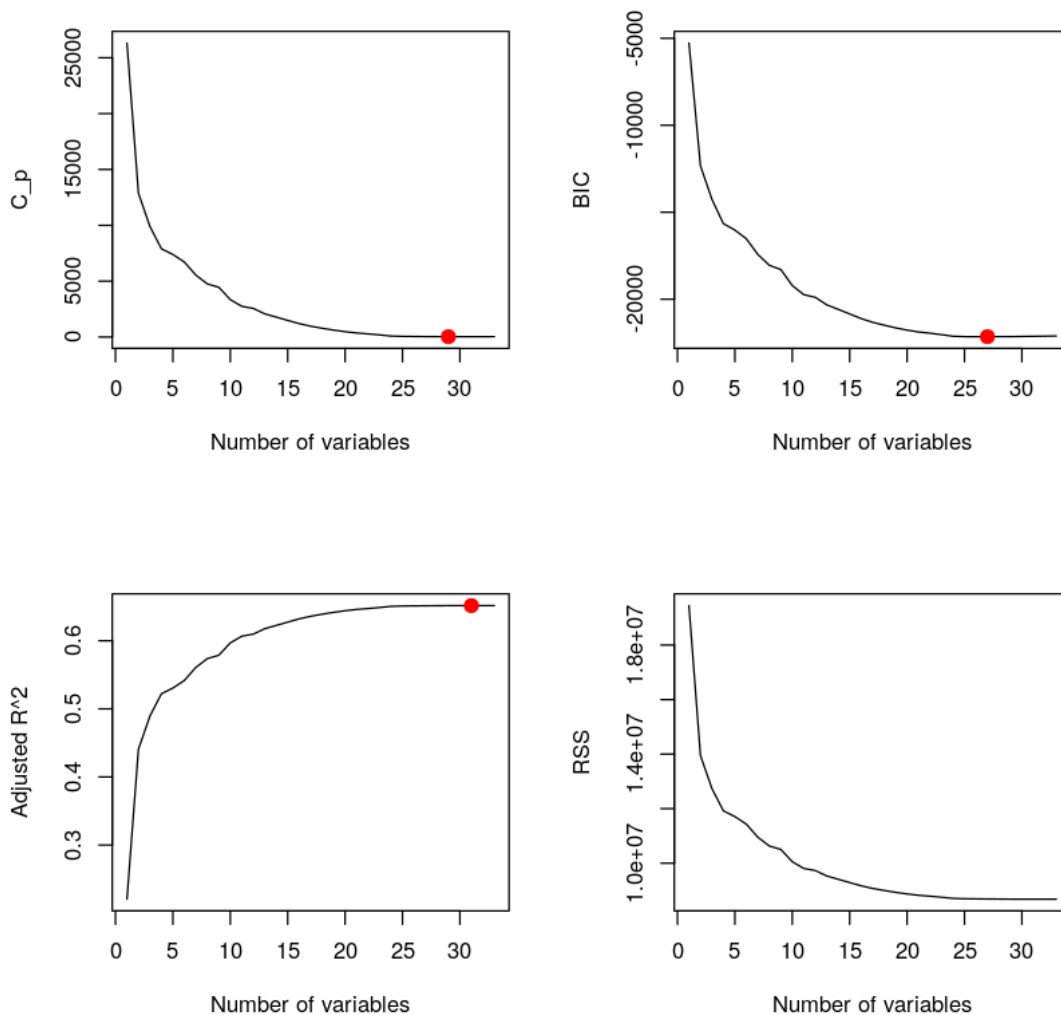 C_p
25000
15000
5000
0
0 5 10 15 20 25 30
Number of variables
BIC
-5000
-10000
-20000
0 5 10 15 20 25 30
Number of variables
Adjusted R^2
0.6
0.5
0.4
0.3
0 5 10 15 20 25 30
Number of variables
RSS
1.8e+07
1.4e+07
1.0e+07
0 5 10 15 20 25 30
Number of variables